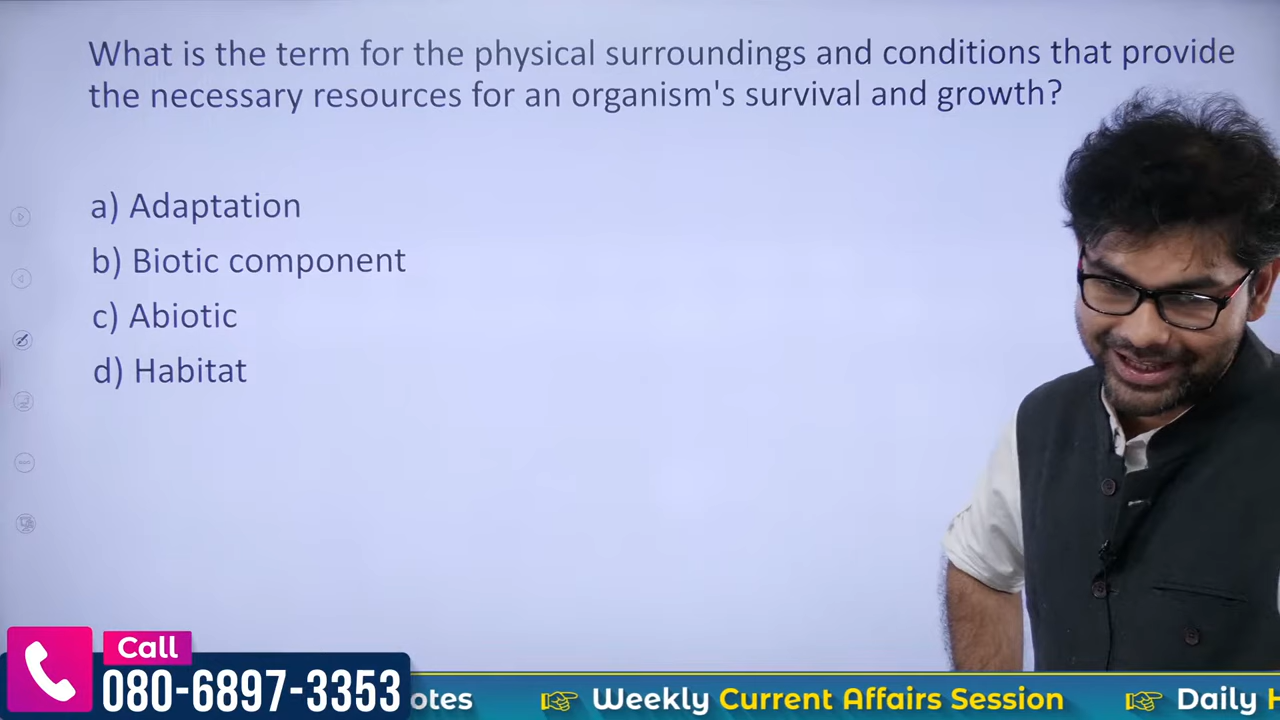 What is the term for the physical surroundings and conditions that provide
the necessary resources for an organism's survival and growth?
a) Adaptation
b) Biotic component
c) Abiotic
d) Habitat
Call
080-6897-3353
otes Weekly Current Affairs Session Daily H